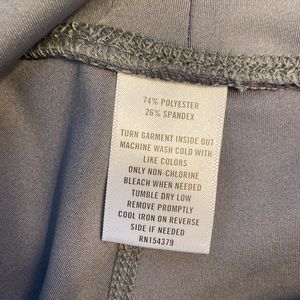 74% POLYESTER
26% SPANDEX
TURN GARMENT INSIDE OUT
MACHINE WASH COLD WITH
LIKE COLORS
ONLY NON-CHLORINE
BLEACH WHEN NEEDED
TUMBLE DRY LOW
REMOVE PROMPTLY
COOL IRON ON REVERSE
SIDE IF NEEDED
RN154379